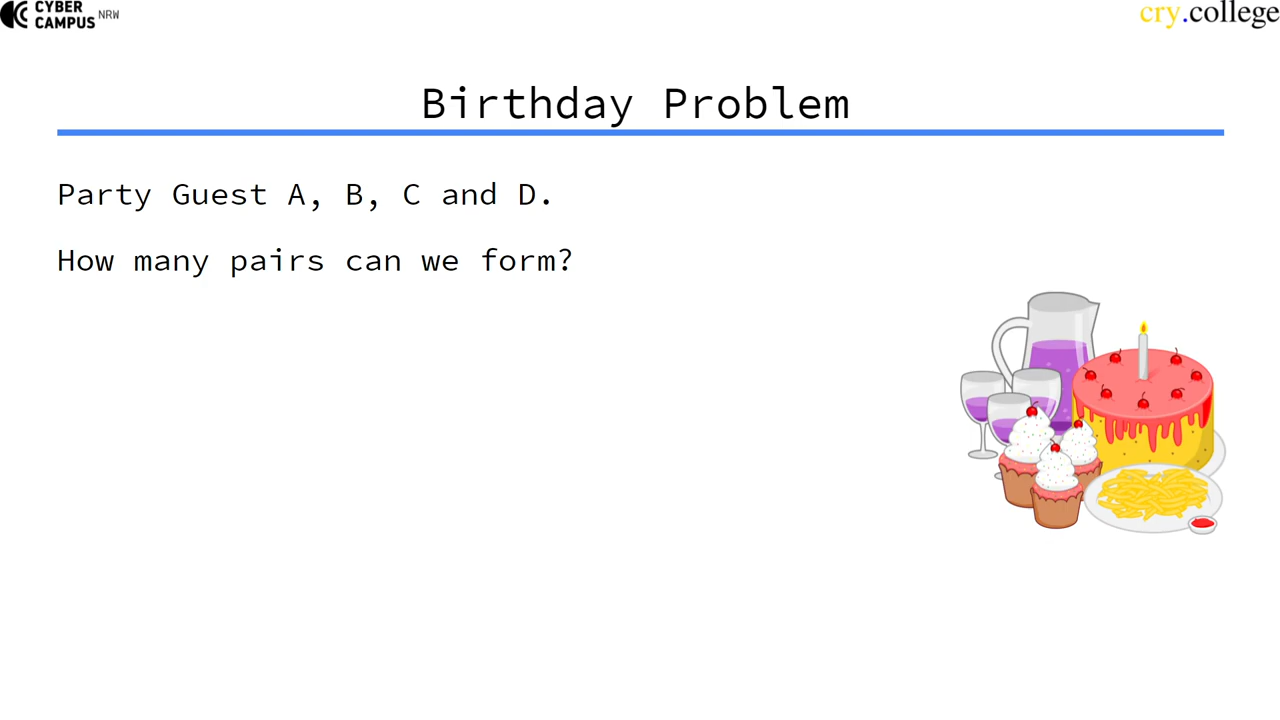 CYBER
CAMPUS NRW
cry.college
Birthday Problem
Party Guest A, B, C and D.
How many pairs can we form?